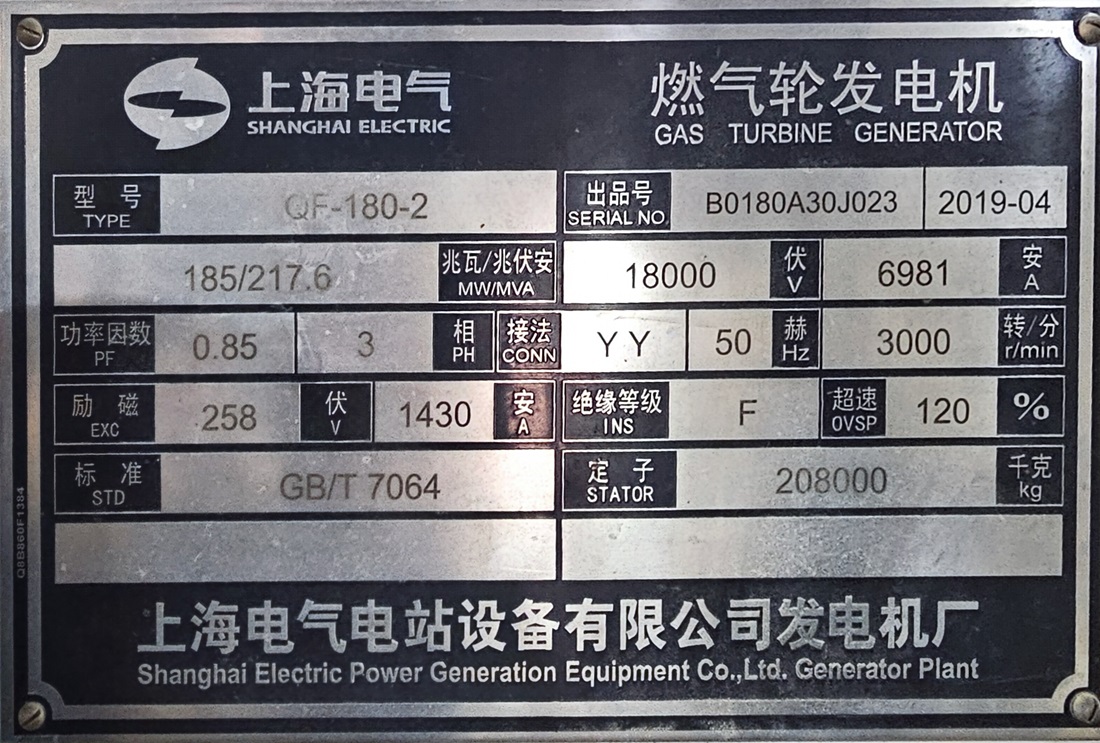 上海电气
SHANGHAI ELECTRIC
燃气轮发电机
GAS TURBINE GENERATOR
型号 TYPE QF-180-2 出品号 SERIAL NO. B0180A30J023 2019-04
185/217.6 兆瓦/兆伏安 MW/MVA 18000 伏 V 6981 安 A
功率因数 PF 0.85 3 相 PH 接法 CONN YY 50 赫 Hz 3000 转/分 r/min
励磁 EXC 258 伏 V 1430 安 A 绝缘等级 INS F 超速 OVSP 120 %
标准 STD GB/T 7064 定子 STATOR 208000 千克 kg
Q8B860F1384
上海电气电站设备有限公司发电机厂
Shanghai Electric Power Generation Equipment Co.,Ltd. Generator Plant